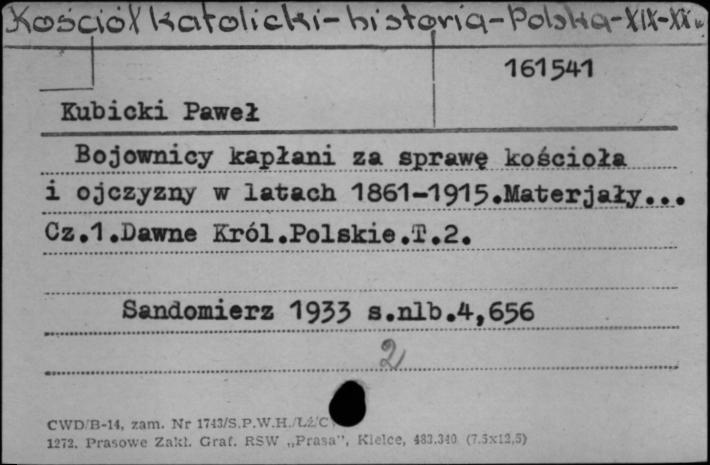 Kościół katolicki-historia-Polska-XIX-XX w.
161541
Kubicki Paweł
Bojownicy kapłani za sprawę kościoła
i ojczyzny w latach 1861-1915.Materjały...
Cz.1.Dawne Król.Polskie.T.2.
Sandomierz 1933 s.nlb.4,656
2
CWD/B-14, zam. Nr 1743/S.P.W.H./Łż/C
1272. Prasowe Zakł. Graf. RSW „Prasa”, Kielce, 483.340 (7.5x12,5)